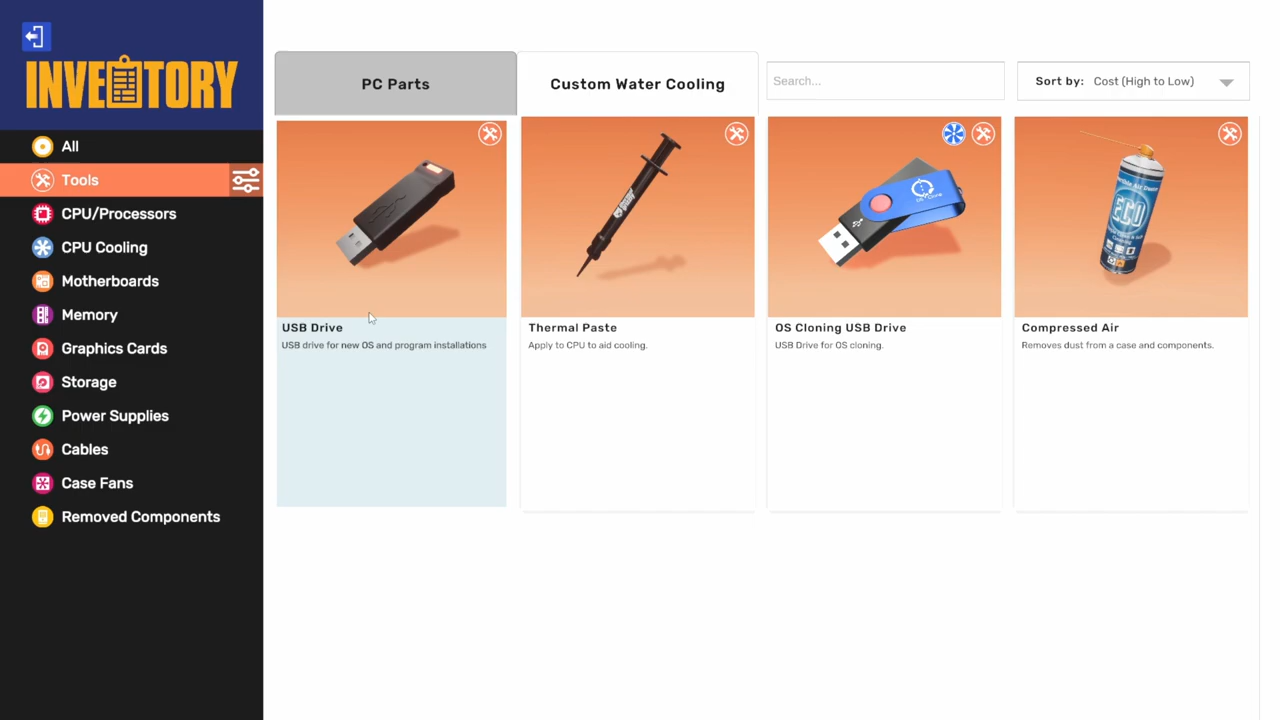 INVENTORY
All
Tools
CPU/Processors
CPU Cooling
Motherboards
Memory
Graphics Cards
Storage
Power Supplies
Cables
Case Fans
Removed Components
PC Parts
Custom Water Cooling
Search...
Sort by: Cost (High to Low)
USB Drive
USB drive for new OS and program installations
Thermal Paste
Apply to CPU to aid cooling.
OS Cloning USB Drive
USB Drive for OS cloning.
Compressed Air
Removes dust from a case and components.
ECO